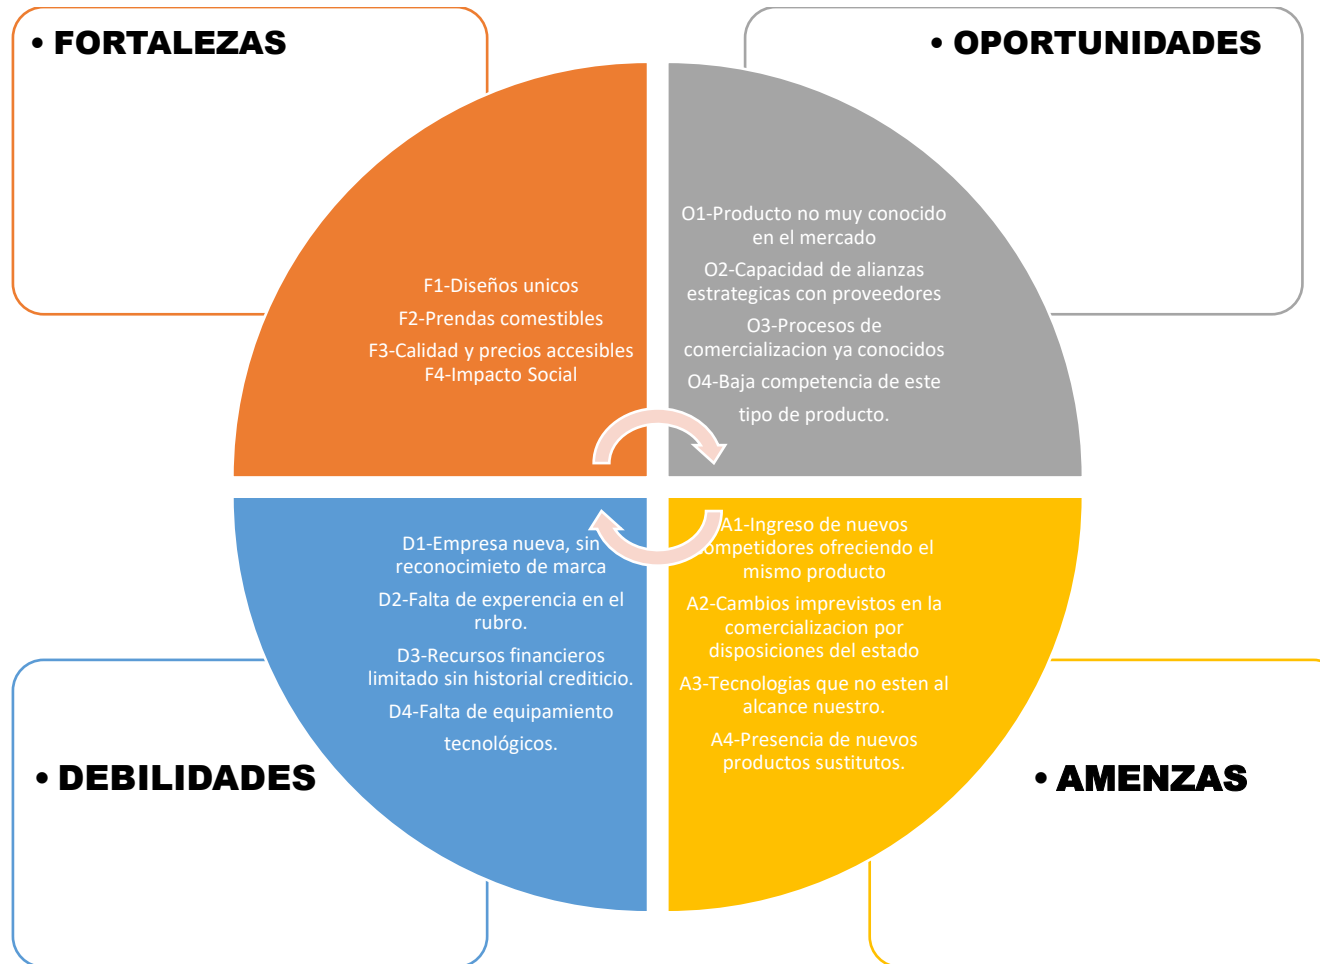 • FORTALEZAS
F1-Diseños unicos
F2-Prendas comestibles
F3-Calidad y precios accesibles
F4-Impacto Social
• OPORTUNIDADES
O1-Producto no muy conocido
en el mercado
O2-Capacidad de alianzas
estrategicas con proveedores
O3-Procesos de
comercializacion ya conocidos
O4-Baja competencia de este
tipo de producto.
D1-Empresa nueva, sin
reconocimieto de marca
D2-Falta de experencia en el
rubro.
D3-Recursos financieros
limitado sin historial crediticio.
D4-Falta de equipamiento
tecnológicos.
• DEBILIDADES
A1-Ingreso de nuevos
competidores ofreciendo el
mismo producto
A2-Cambios imprevistos en la
comercializacion por
disposiciones del estado
A3-Tecnologias que no esten al
alcance nuestro.
A4-Presencia de nuevos
productos sustitutos.
• AMENZAS